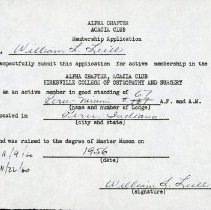 ALPHA CHAPTER
ACACIA CLUB
Membership Application
William L.
respectfully submit this application for active membership in the
ALPHA CHAPTER, ACACIA CLUB
KIRKSVILLE COLLEGE OF OSTEOPATHY AND SURGERY
as an active member in good standing of
A.F. and A.M.
(name and number of Lodge)
located in Indiana
(city and state)
and was raised to the degree of Master Mason on
1956
(date)
William L.
(signature)